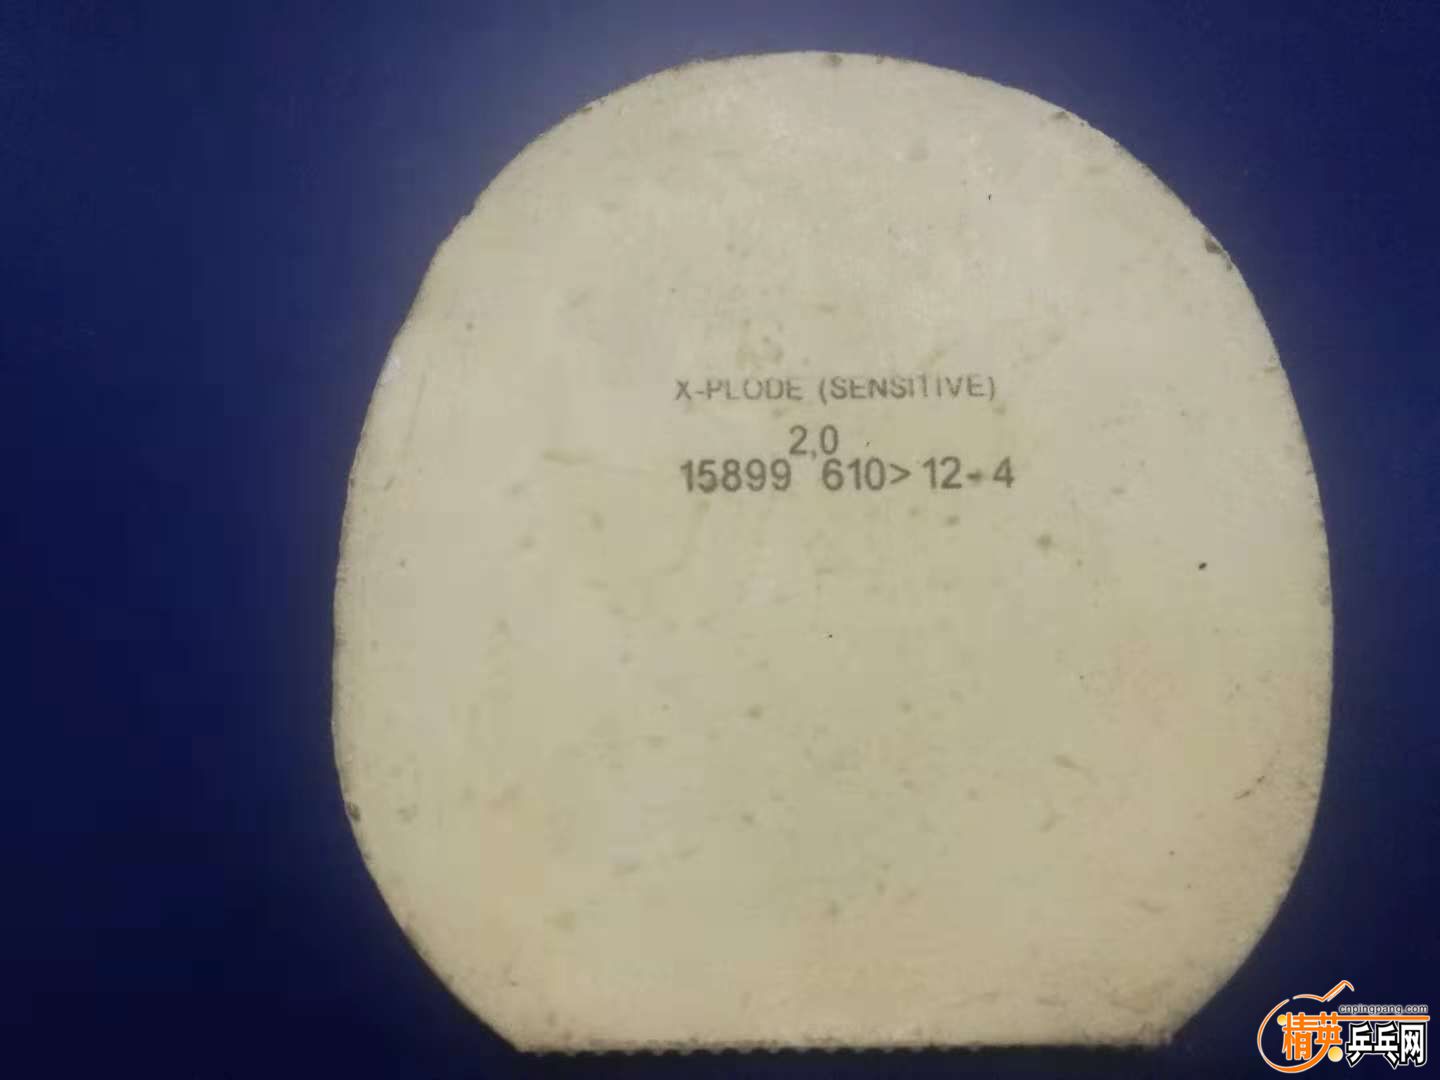 X-PLODE (SENSITIVE)
2,0
15899 610> 12-4
cnpingpang.com
精英乒乓网